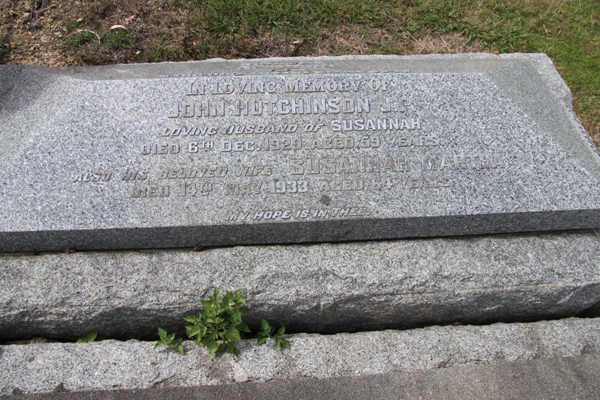 IN LOVING MEMORY OF
JOHN HUTCHINSON J.P.
LOVING HUSBAND OF SUSANNAH
DIED 6TH DEC. 1929, AGED 59 YEARS.
ALSO HIS BELOVED WIFE SUSANNAH MARTHA
DIED 13TH MAY 1933, AGED 64 YEARS
MY HOPE IS IN THEE